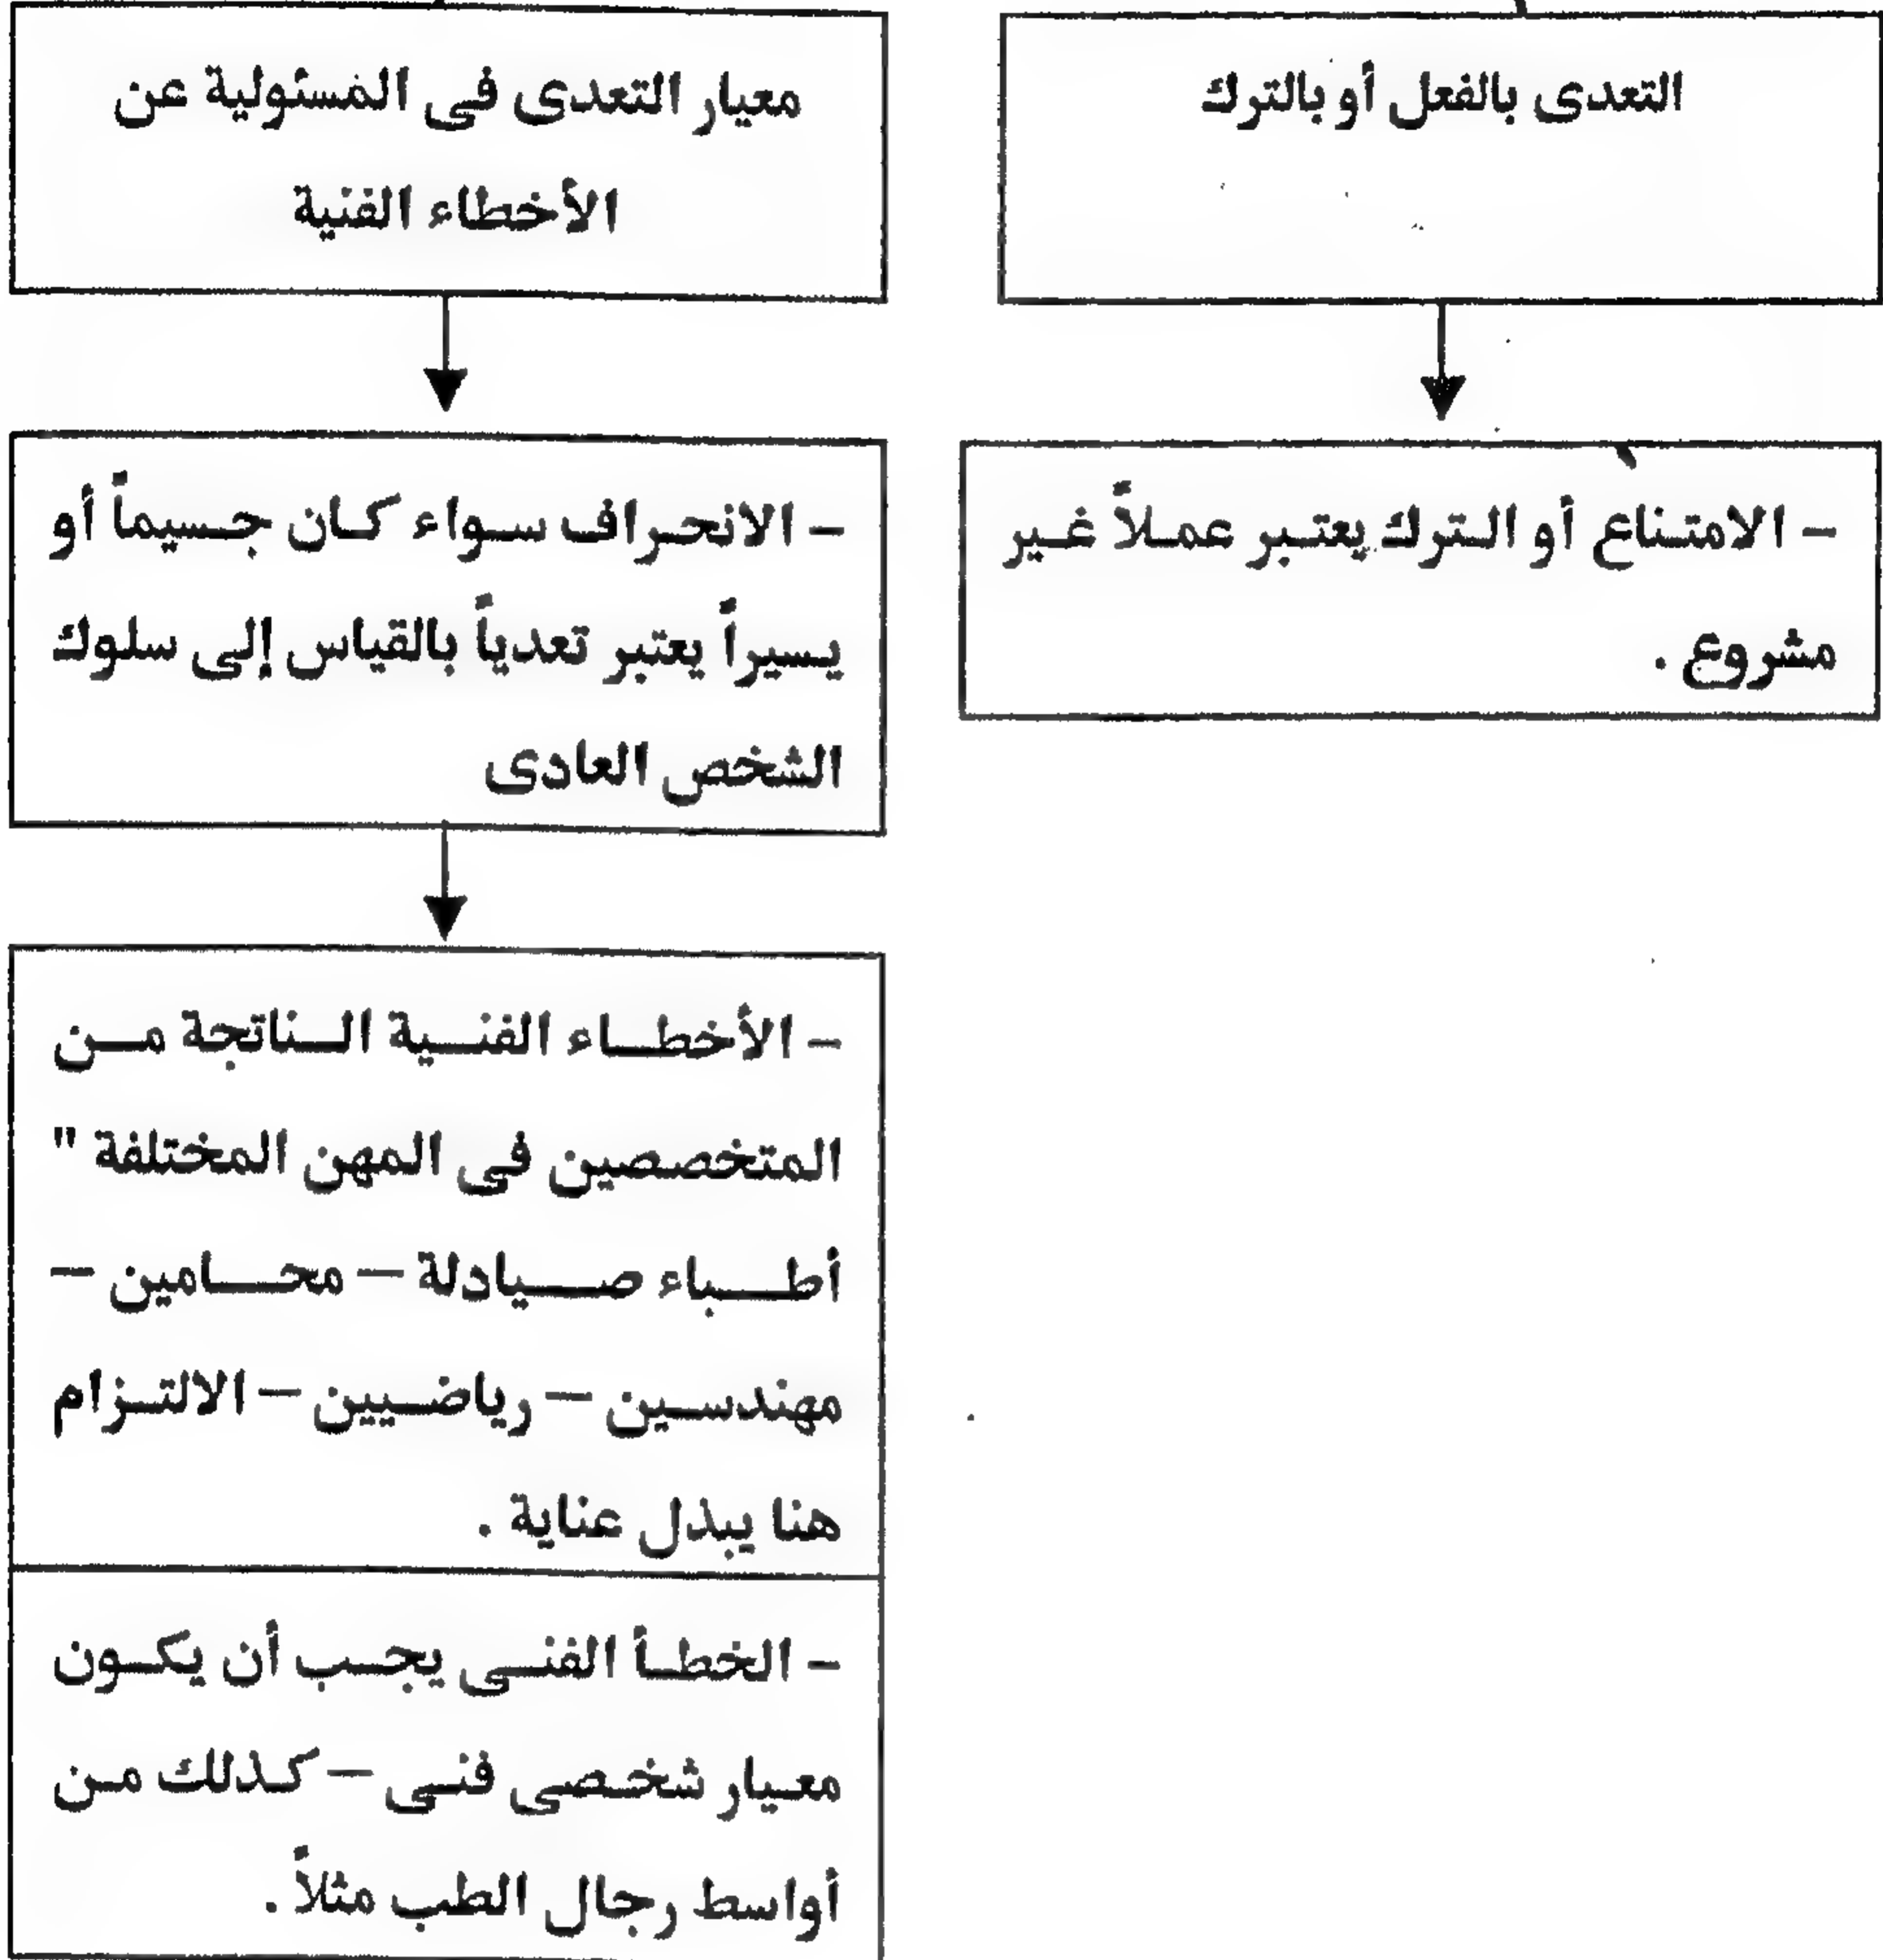 التعدى بالفعل أو بالترك
– الامتناع أو الترك يعتبر عملاً غير
مشروع .
معيار التعدى فى المسئولية عن
الأخطاء الفنية
– الانحراف سواء كان جسيماً أو
يسيراً يعتبر تعدياً بالقياس إلى سلوك
الشخص العادى
– الأخطاء الفنية الناتجة من
المتخصصين فى المهن المختلفة "
أطباء صيادلة – محامين –
مهندسين – رياضيين – الالتزام
هنا يبذل عناية .
– الخطأ الفنى يجب أن يكون
معيار شخصى فنى – كذلك من
أواسط رجال الطب مثلاً .